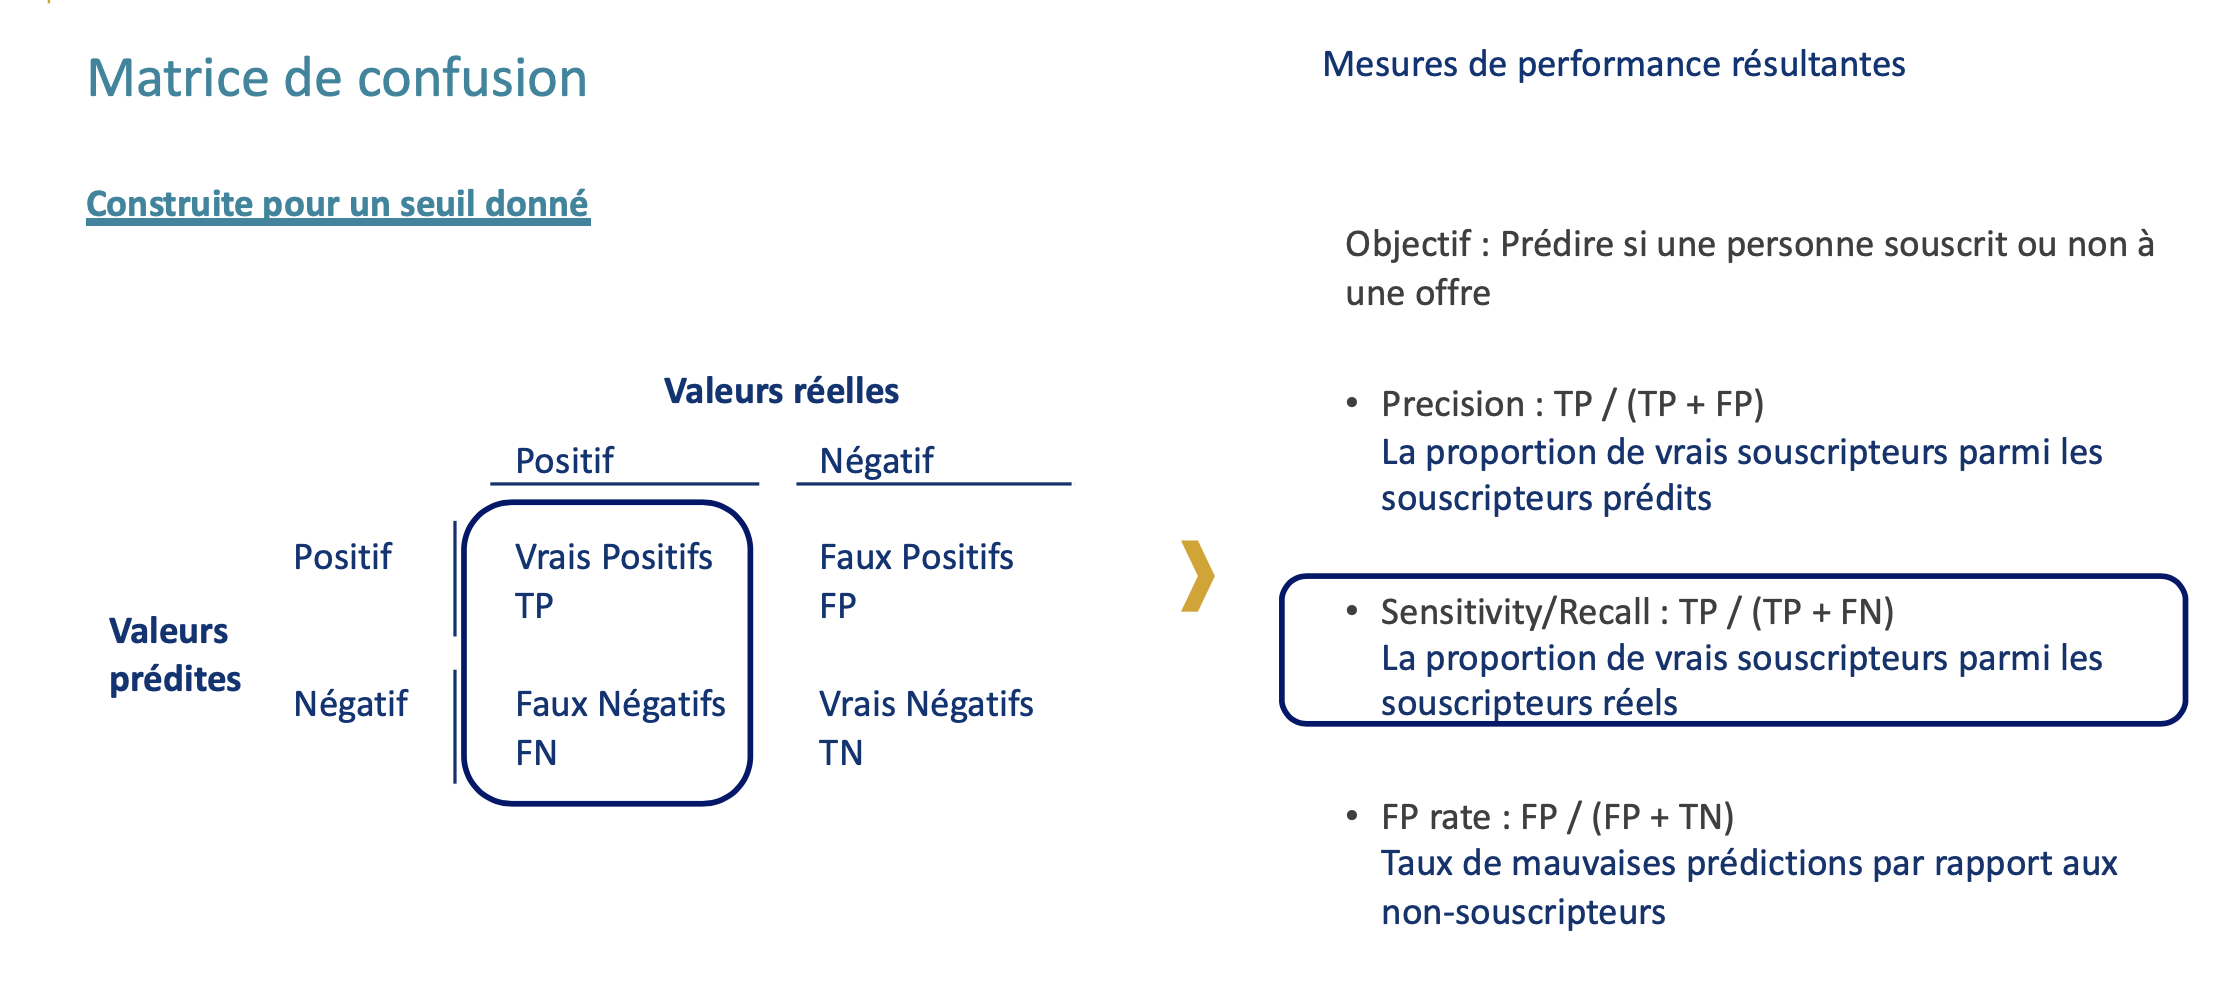 Matrice de confusion
Construite pour un seuil donné
Valeurs réelles
Positif
Négatif
Positif
Vrais Positifs
TP
Faux Positifs
FP
Valeurs
prédites
Négatif
Faux Négatifs
FN
Vrais Négatifs
TN
Mesures de performance résultantes
Objectif : Prédire si une personne souscrit ou non à
une offre
• Precision : TP / (TP + FP)
La proportion de vrais souscripteurs parmi les
souscripteurs prédits
• Sensitivity/Recall : TP / (TP + FN)
La proportion de vrais souscripteurs parmi les
souscripteurs réels
• FP rate : FP / (FP + TN)
Taux de mauvaises prédictions par rapport aux
non-souscripteurs